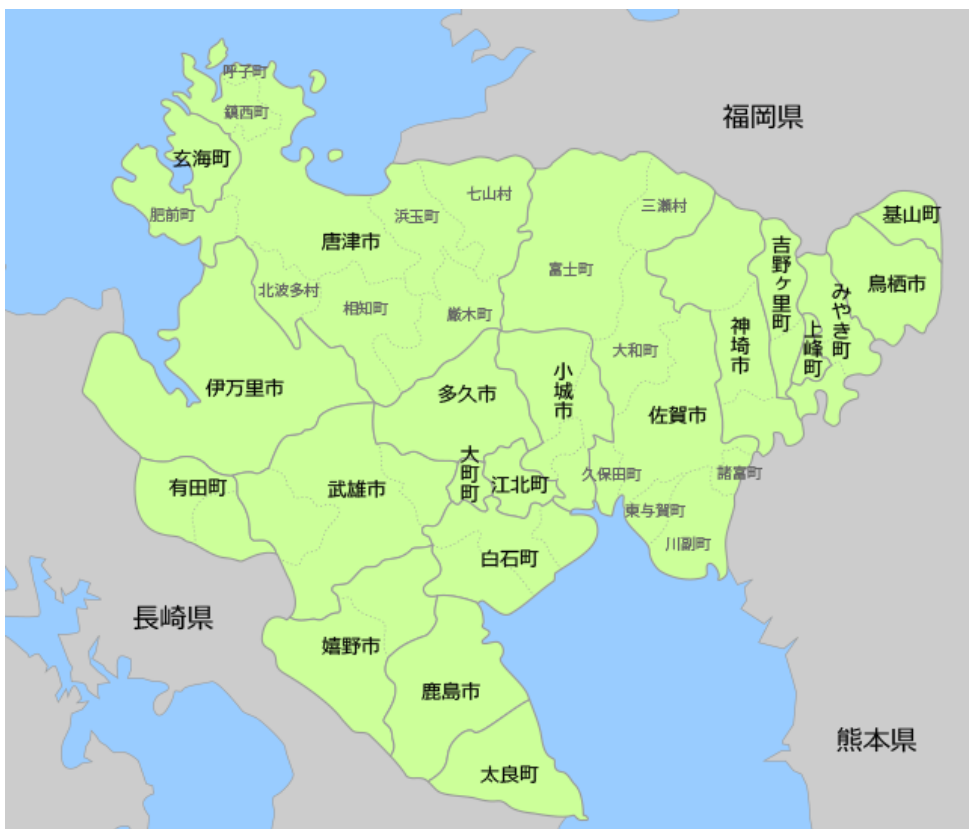 呼子町
鎮西町
福岡県
玄海町
七山村
三瀬村
肥前町
浜玉町
基山町
唐津市
吉野ヶ里町
富士町
鳥栖市
北波多村
相知町
厳木町
みやき町
神埼市
上峰町
大和町
伊万里市
多久市
小城市
佐賀市
大町町
江北町
久保田町
諸富町
有田町
武雄市
東与賀町
川副町
白石町
長崎県
嬉野市
鹿島市
熊本県
太良町